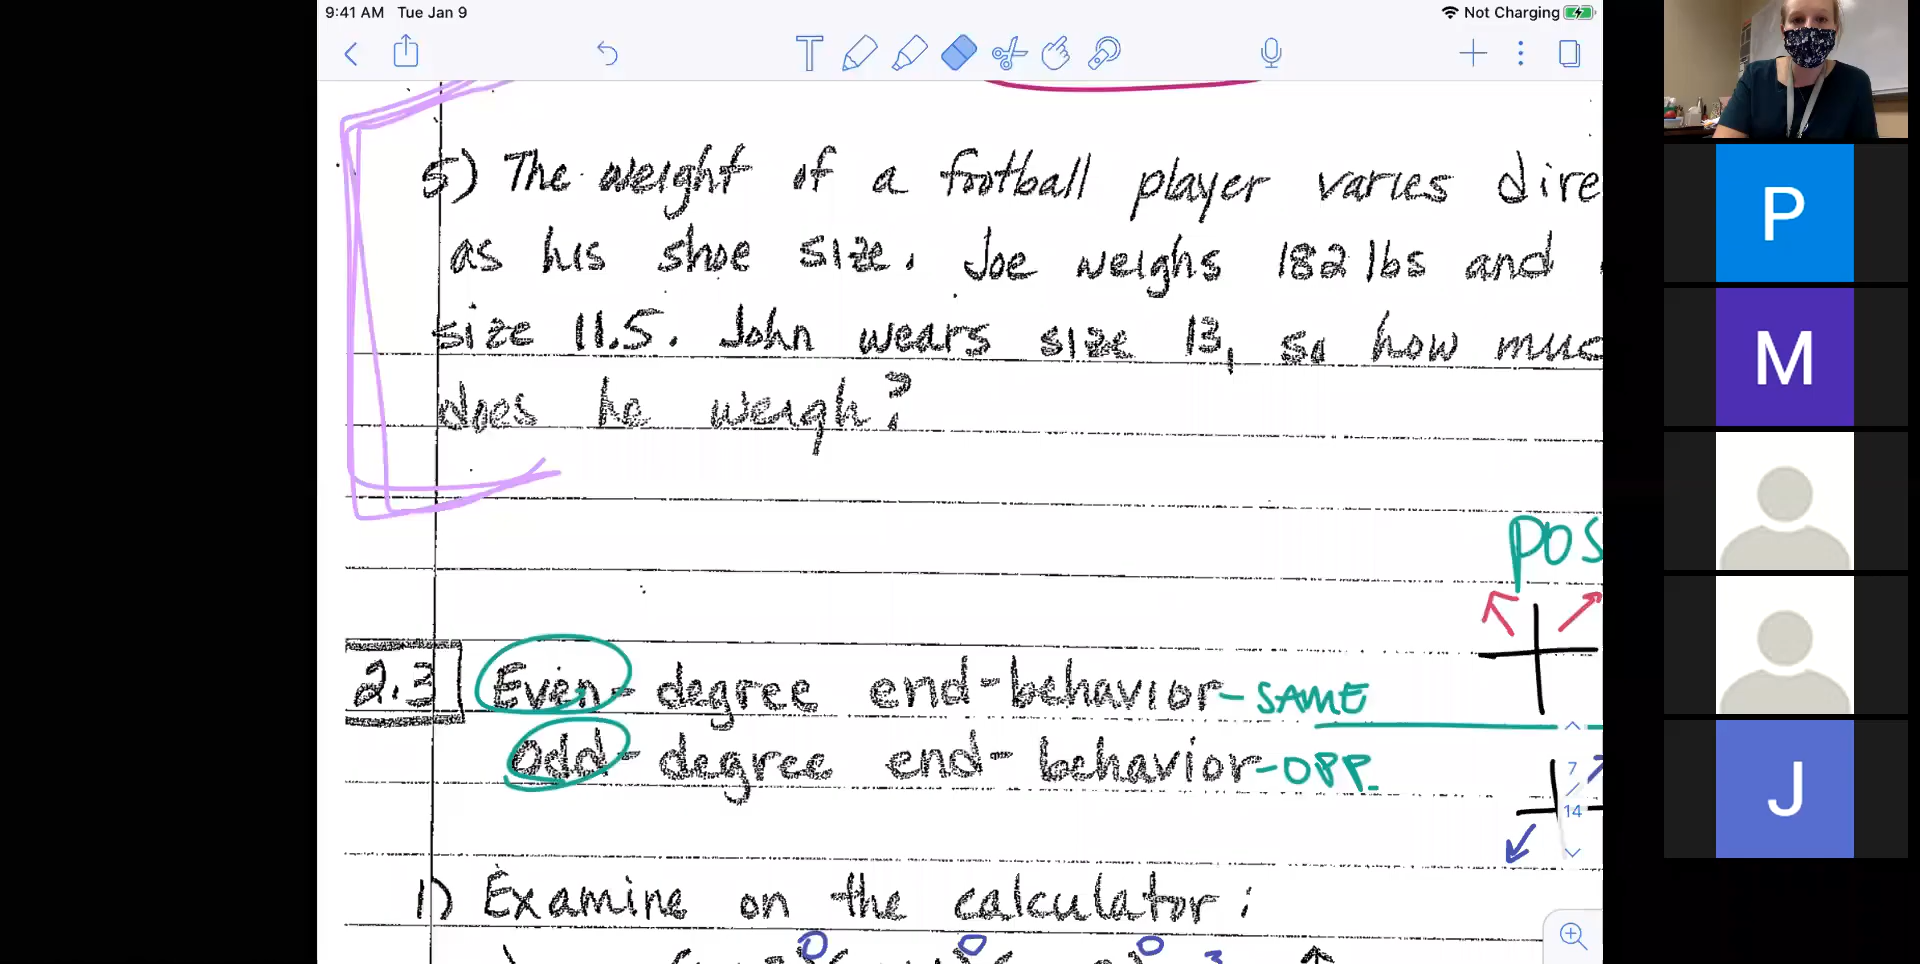 9:41 AM Tue Jan 9
Not Charging
5) The weight of a football player varies dire
as his shoe size. Joe weighs 182 lbs and
size 11.5. John wears size 13, so how muc
does he weigh?
pos
2.3 Even-degree end-behavior-SAME
Odd-degree end-behavior-OPP.
7
14
1) Examine on the calculator:
P
M
J